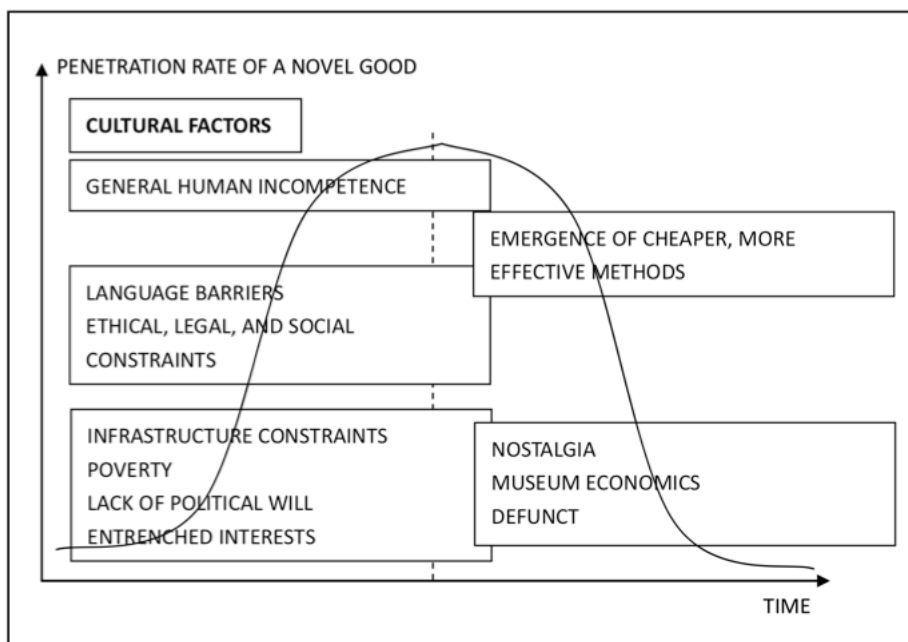 PENETRATION RATE OF A NOVEL GOOD
CULTURAL FACTORS
GENERAL HUMAN INCOMPETENCE
EMERGENCE OF CHEAPER, MORE
EFFECTIVE METHODS
LANGUAGE BARRIERS
ETHICAL, LEGAL, AND SOCIAL
CONSTRAINTS
INFRASTRUCTURE CONSTRAINTS
POVERTY
LACK OF POLITICAL WILL
ENTRENCHED INTERESTS
NOSTALGIA
MUSEUM ECONOMICS
DEFUNCT
TIME